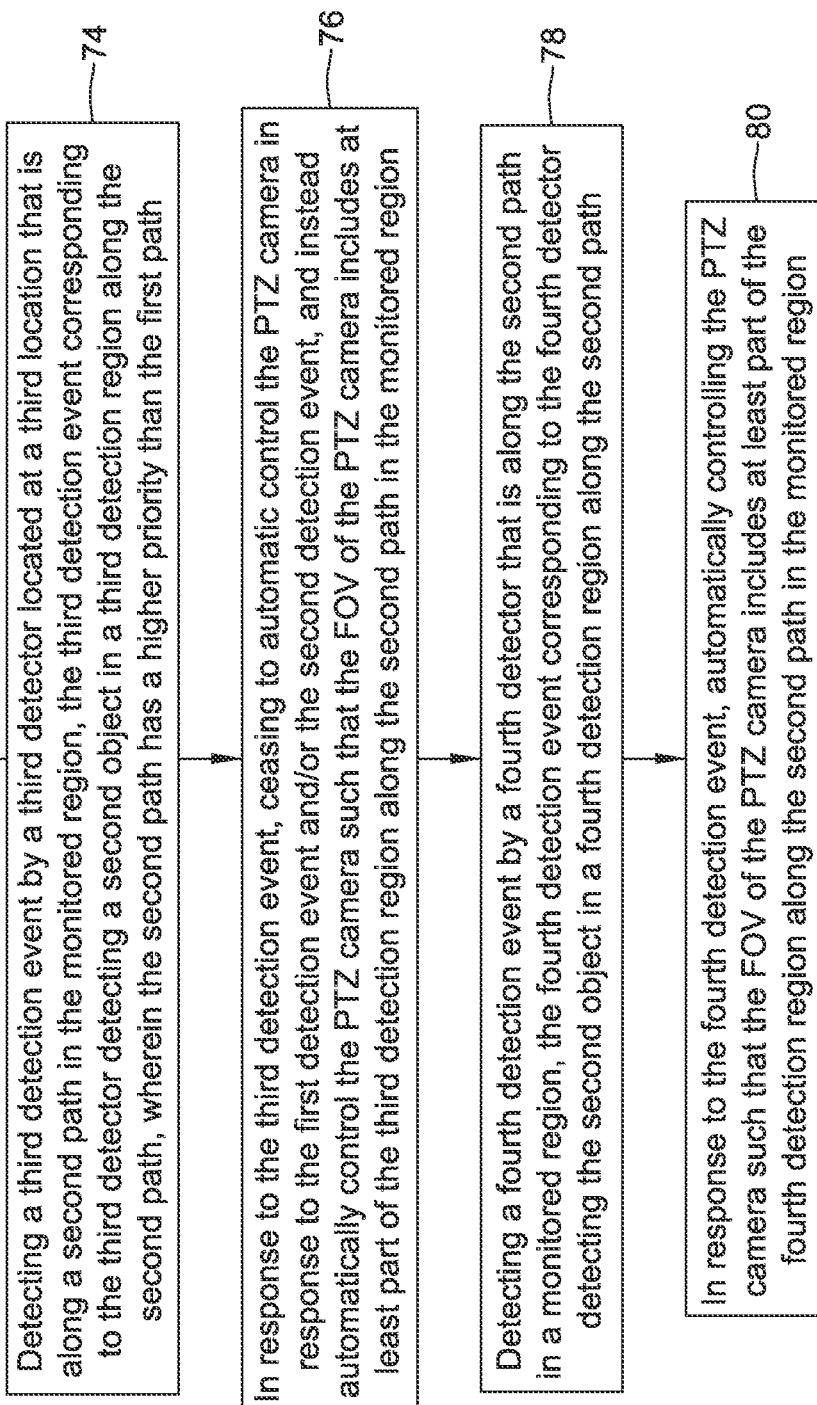 Detecting a third detection event by a third detector located at a third location that is
along a second path in the monitored region, the third detection event corresponding
to the third detector detecting a second object in a third detection region along the
second path, wherein the second path has a higher priority than the first path
74
In response to the third detection event, ceasing to automatic control the PTZ camera in
response to the first detection event and/or the second detection event, and instead
automatically control the PTZ camera such that the FOV of the PTZ camera includes at
least part of the third detection region along the second path in the monitored region
76
Detecting a fourth detection event by a fourth detector that is along the second path
in a monitored region, the fourth detection event corresponding to the fourth detector
detecting the second object in a fourth detection region along the second path
78
In response to the fourth detection event, automatically controlling the PTZ
camera such that the FOV of the PTZ camera includes at least part of the
fourth detection region along the second path in the monitored region
80